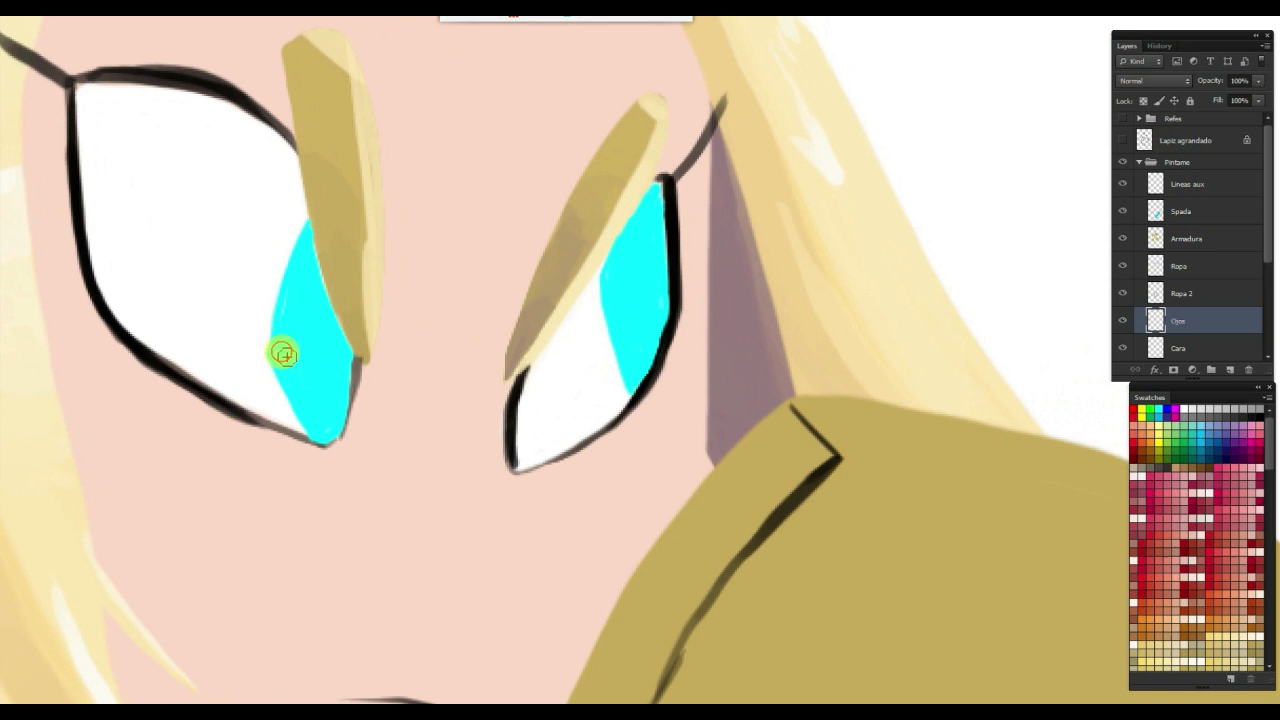 Layers History
Kind
Normal Opacity: 100%
Lock: Fill: 100%
Refes
Lapiz agrandado
Pintame
Lineas aux
Spada
Armadura
Ropa
Ropa 2
Ojos
Cara
fx
Swatches